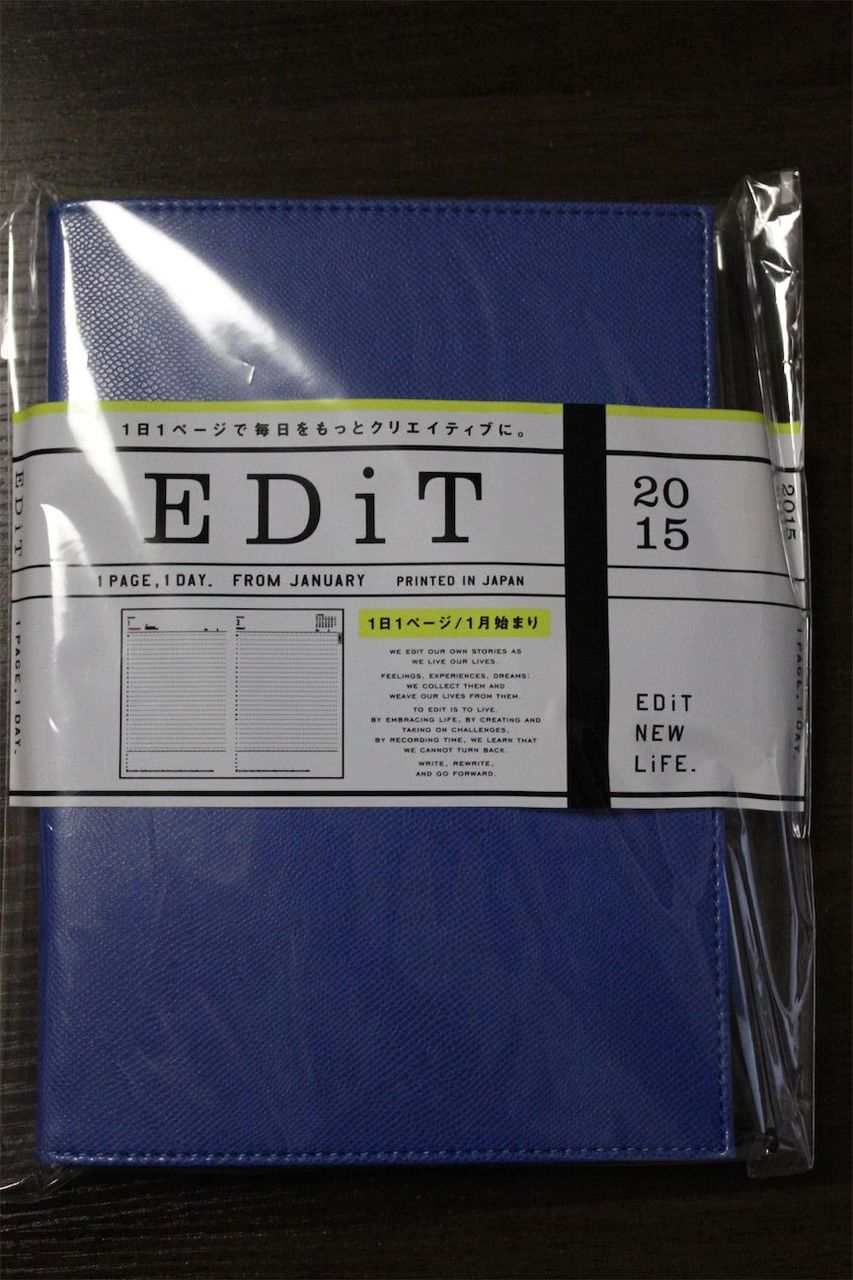 1日1ページで毎日をもっとクリエイティブに。
EDiT
20
15
1 PAGE, 1 DAY. FROM JANUARY PRINTED IN JAPAN
1日1ページ/1月始まり
WE EDIT OUR OWN STORIES AS
WE LIVE OUR LIVES.
FEELINGS, EXPERIENCES, DREAMS:
WE COLLECT THEM AND
WEAVE OUR LIVES FROM THEM.
TO EDIT IS TO LIVE.
BY EMBRACING LIFE, BY CREATING AND
TAKING ON CHALLENGES,
BY RECORDING TIME, WE LEARN THAT
WE CANNOT TURN BACK.
WRITE, REWRITE,
AND GO FORWARD.
EDiT
NEW
LiFE.
EDiT
1 PAGE, 1 DAY.
2015
1 PAGE, 1 DAY.